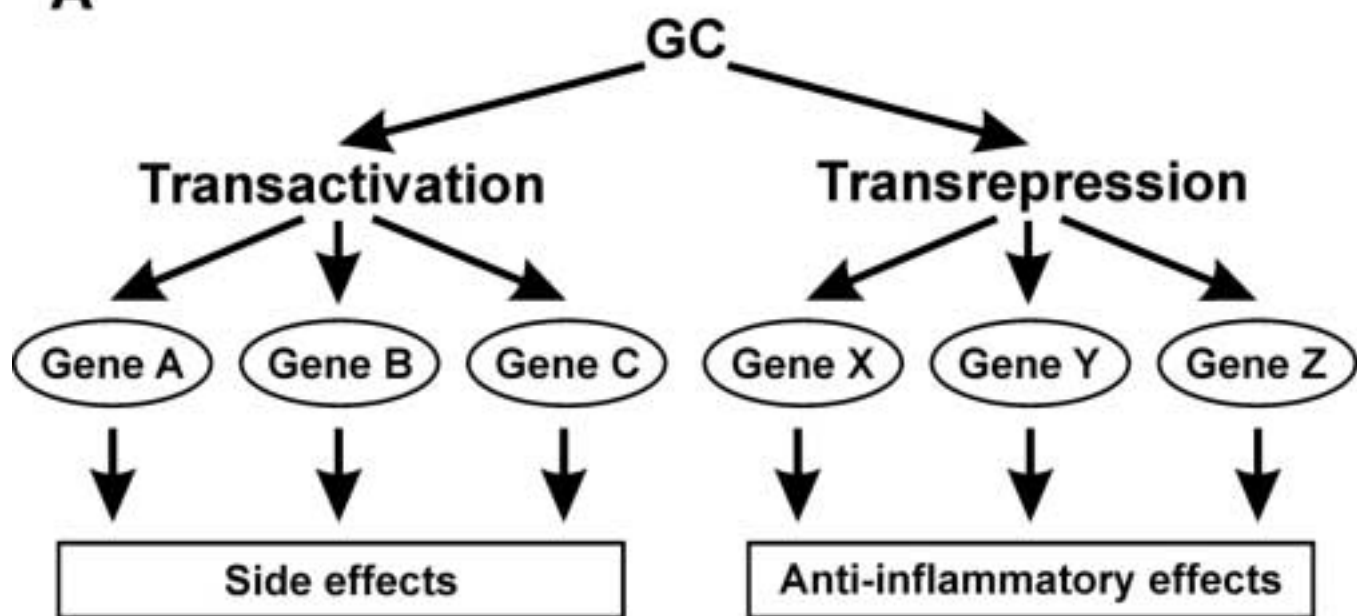 A
GC
Transactivation Transrepression
Gene A Gene B Gene C Gene X Gene Y Gene Z
Side effects Anti-inflammatory effects